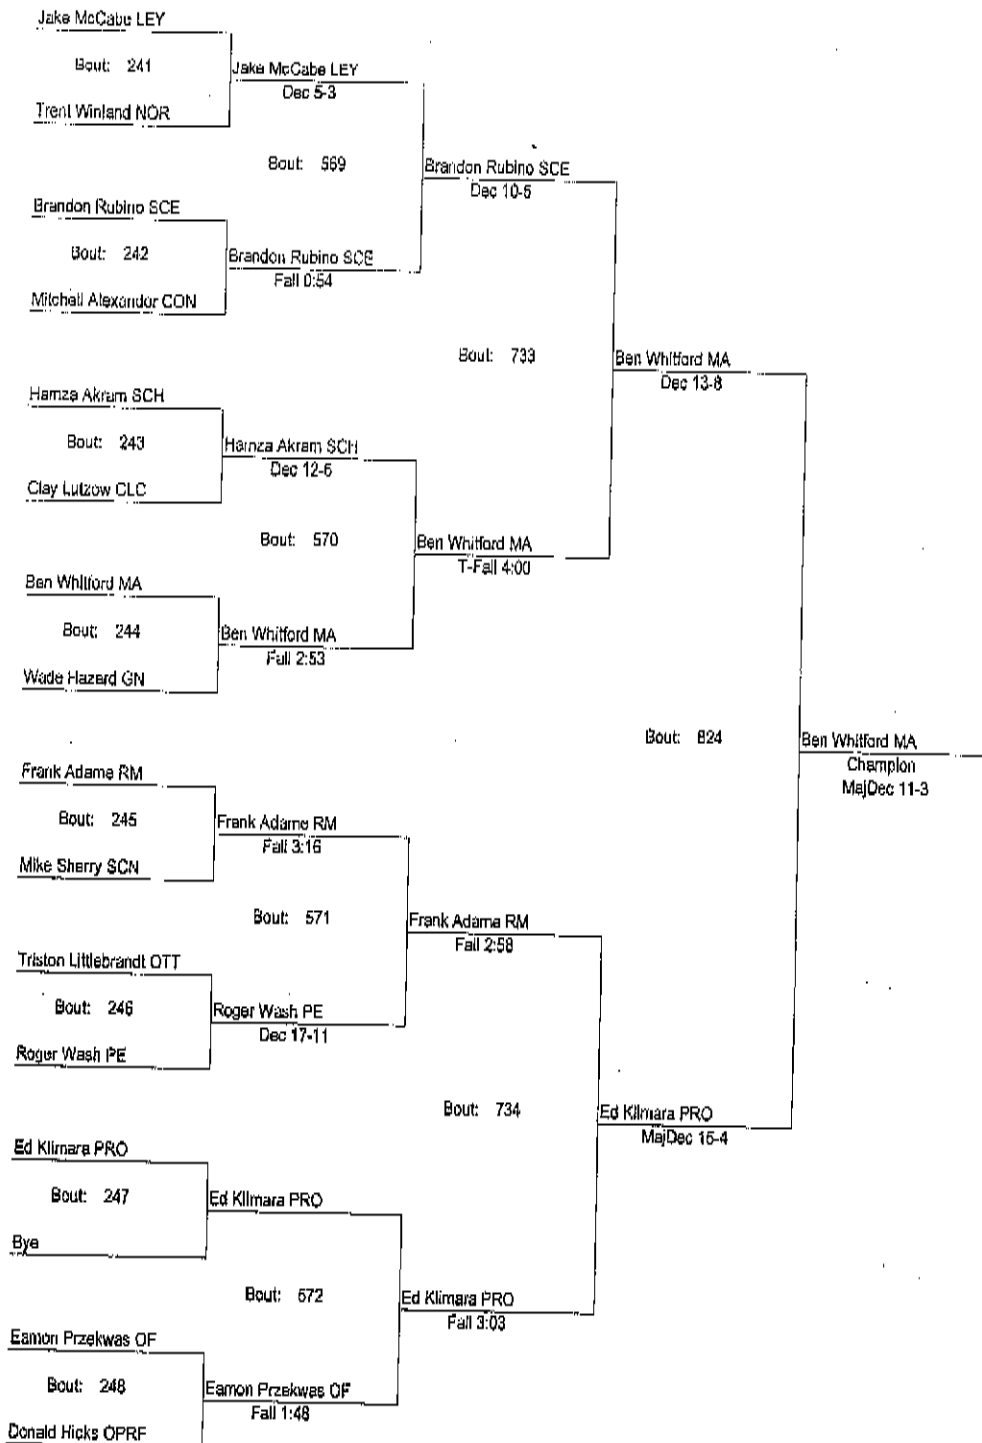 Jake McCabe LEY
Bout: 241
Jake McCabe LEY
Dec 5-3
Trent Winland NOR
Bout: 569
Brandon Rubino SCE
Dec 10-5
Brandon Rubino SCE
Bout: 242
Brandon Rubino SCE
Fall 0:54
Mitchell Alexander CON
Bout: 733
Ben Whitford MA
Dec 13-8
Hamza Akram SCH
Bout: 243
Hamza Akram SCH
Dec 12-6
Clay Lutzow CLC
Bout: 570
Ben Whitford MA
T-Fall 4:00
Ben Whitford MA
Bout: 244
Ben Whitford MA
Fall 2:53
Wade Hazard GN
Bout: 824
Ben Whitford MA
Champion
MajDec 11-3
Frank Adame RM
Bout: 245
Frank Adame RM
Fall 3:16
Mike Sherry SCN
Bout: 571
Frank Adame RM
Fall 2:58
Triston Littlebrandt OTT
Bout: 246
Roger Wash PE
Dec 17-11
Roger Wash PE
Bout: 734
Ed Klimara PRO
MajDec 15-4
Ed Klimara PRO
Bout: 247
Ed Klimara PRO
Bye
Bout: 572
Ed Klimara PRO
Fall 3:03
Eamon Przekwas OF
Bout: 248
Eamon Przekwas OF
Fall 1:48
Donald Hicks OPRF